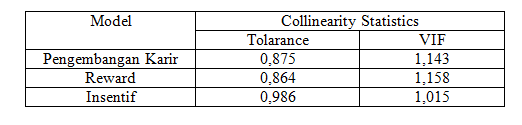 Model Collinearity Statistics
Tolarance VIF
Pengembangan Karir 0,875 1,143
Reward 0,864 1,158
Insentif 0,986 1,015